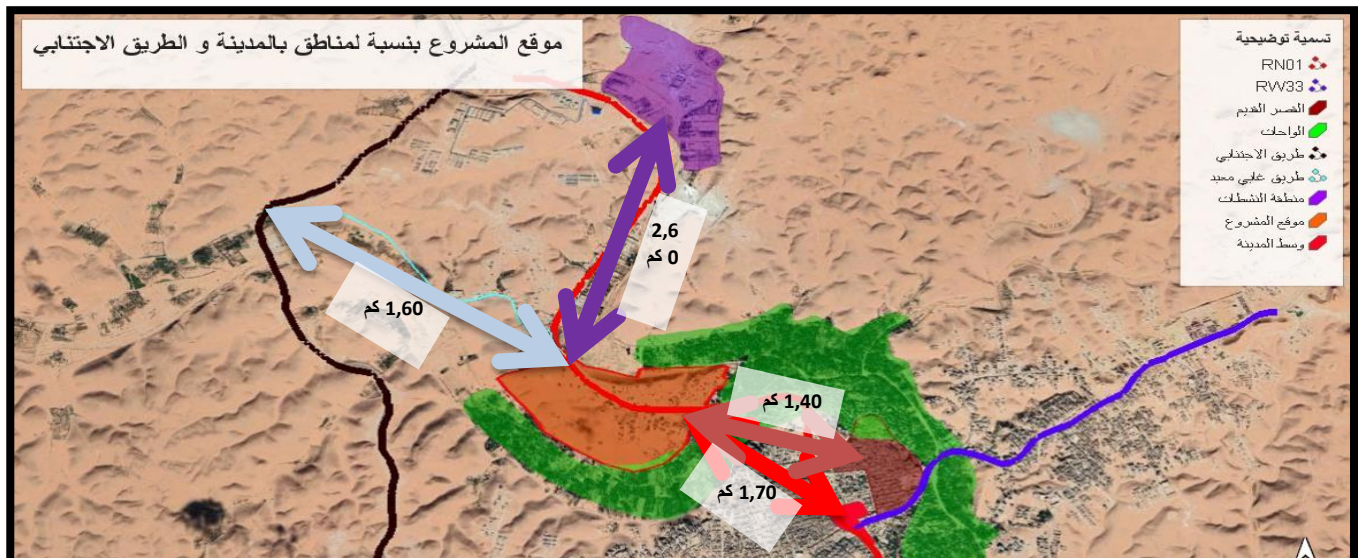 موقع المشروع بنسبة لمناطق بالمدينة و الطريق الاجتنابي
تسمية توضيحية
RN01
RW33
القصر القديم
الواحات
طريق الاجتنابي
طريق غابي معبد
منطقة النشطات
موقع المشروع
وسط المدينة
2,6
0 كم
1,60 كم
1,40 كم
1,70 كم